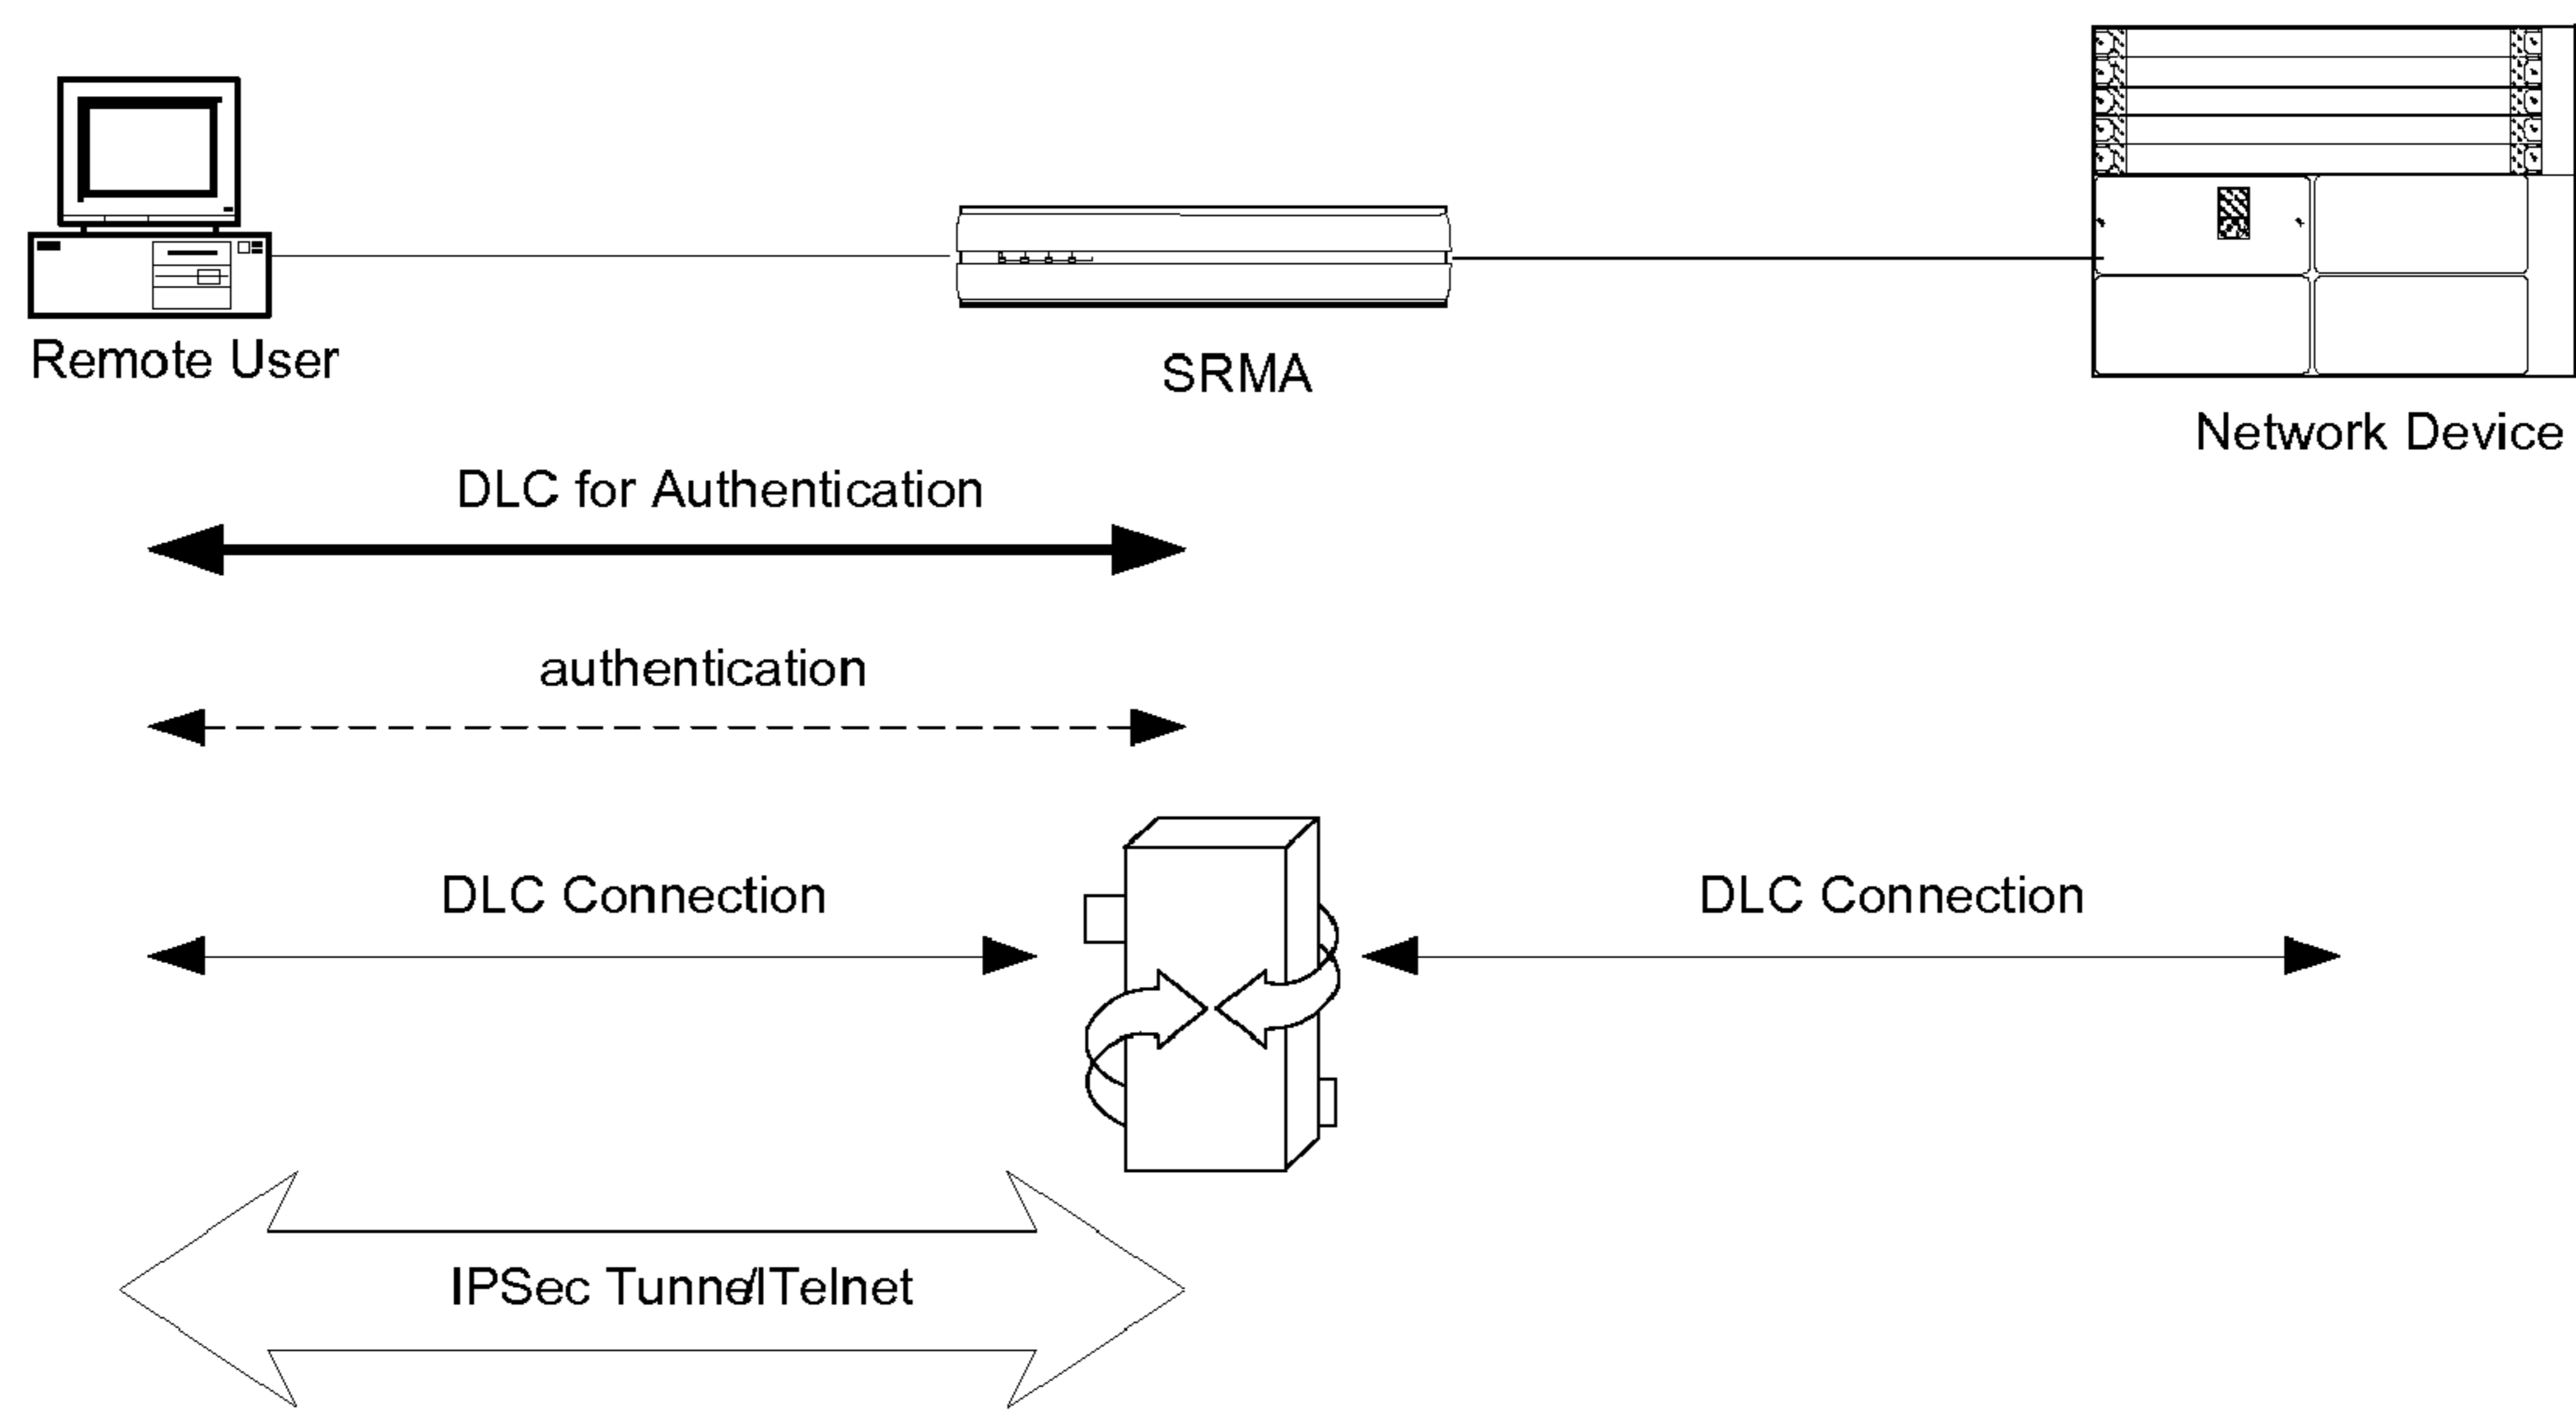 Remote User
SRMA
Network Device
DLC for Authentication
authentication
DLC Connection
DLC Connection
IPSec Tunnel/Telnet